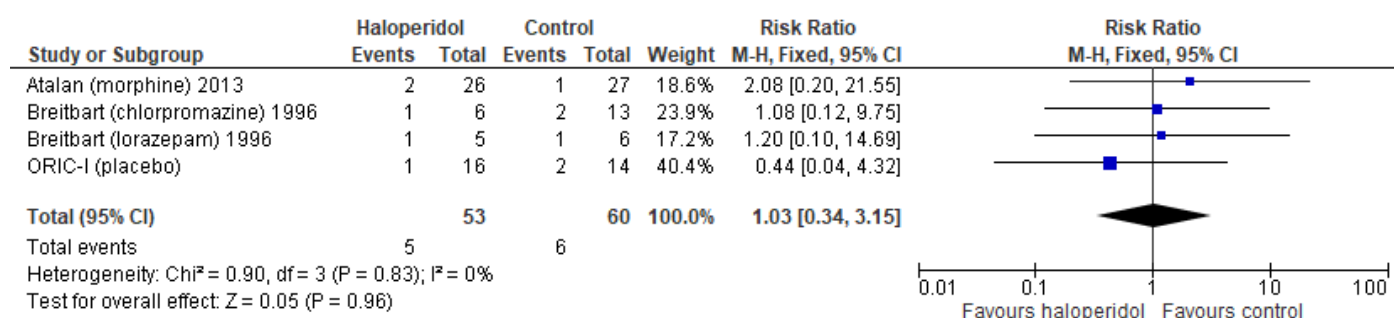 Haloperidol Control Risk Ratio Risk Ratio
Study or Subgroup Events Total Events Total Weight M-H, Fixed, 95% CI M-H, Fixed, 95% CI
Atalan (morphine) 2013 2 26 1 27 18.6% 2.08 [0.20, 21.55]
Breitbart (chlorpromazine) 1996 1 6 2 13 23.9% 1.08 [0.12, 9.75]
Breitbart (lorazepam) 1996 1 5 1 6 17.2% 1.20 [0.10, 14.69]
ORIC-I (placebo) 1 16 2 14 40.4% 0.44 [0.04, 4.32]
Total (95% CI) 53 60 100.0% 1.03 [0.34, 3.15]
Total events 5 6
Heterogeneity: Chi² = 0.90, df = 3 (P = 0.83); I² = 0%
Test for overall effect: Z = 0.05 (P = 0.96)
0.01 0.1 1 10 100
Favours haloperidol Favours control